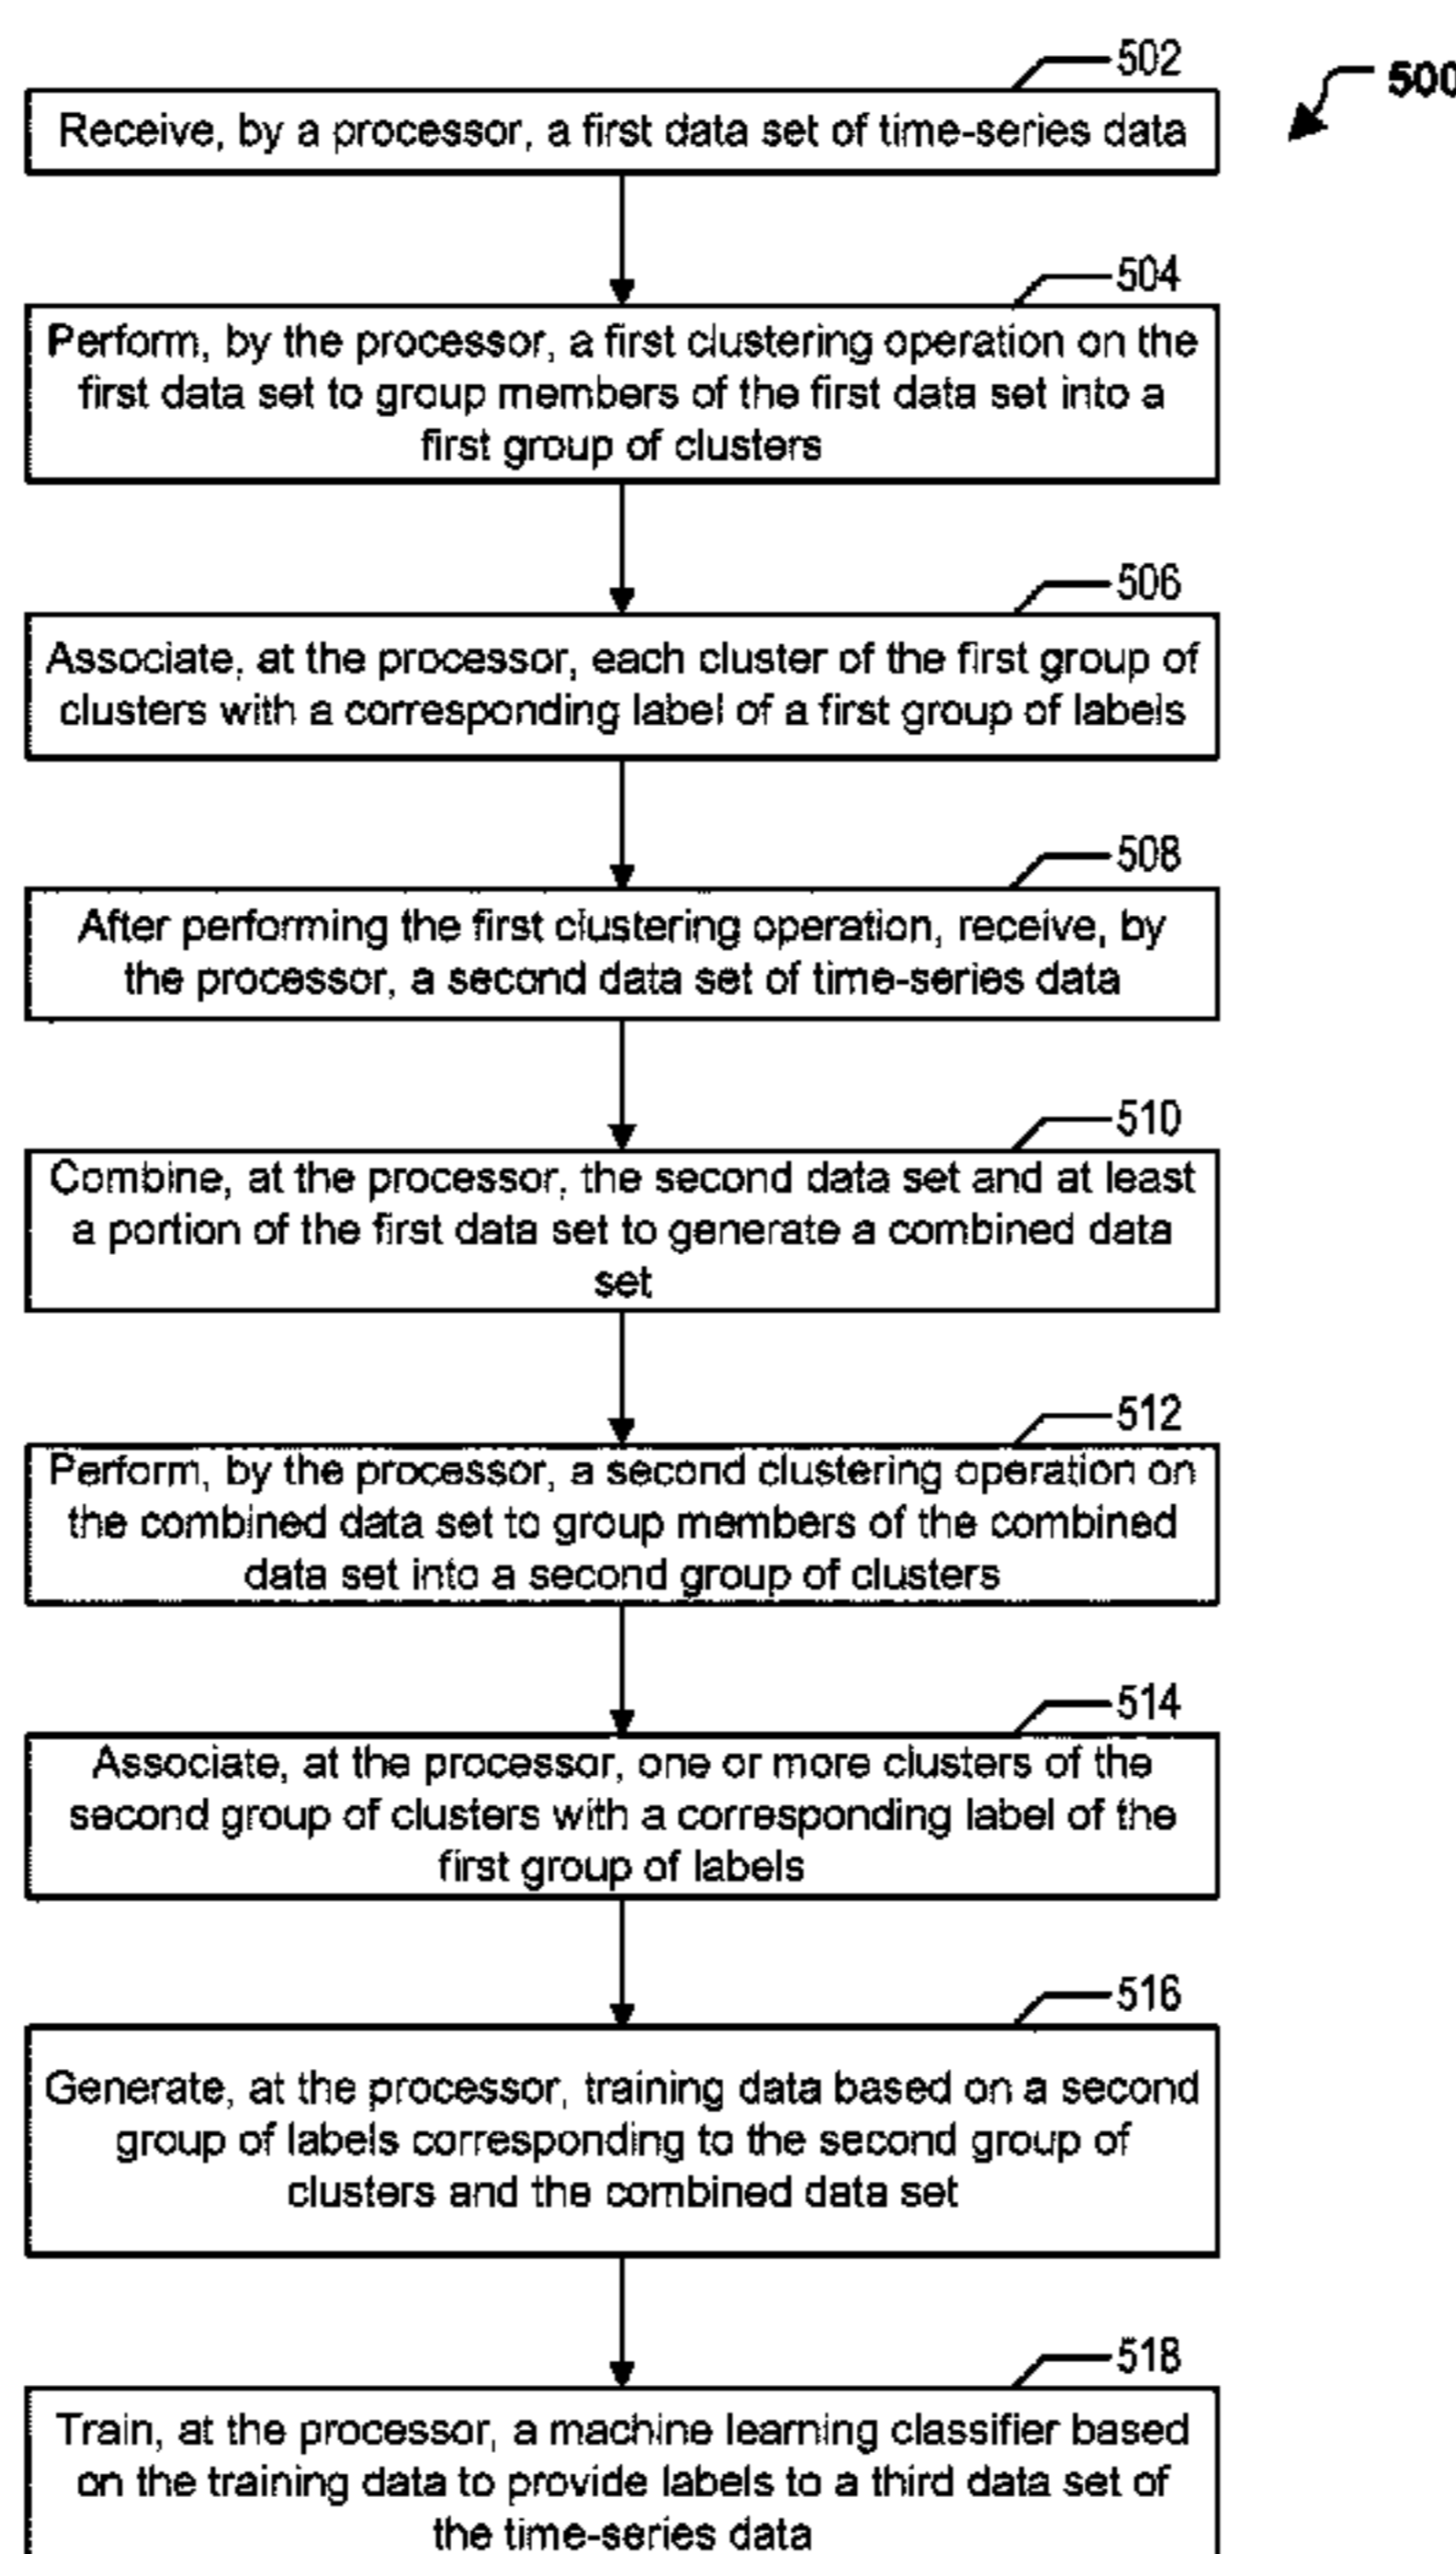 502
500
Receive, by a processor, a first data set of time-series data
504
Perform, by the processor, a first clustering operation on the
first data set to group members of the first data set into a
first group of clusters
506
Associate, at the processor, each cluster of the first group of
clusters with a corresponding label of a first group of labels
508
After performing the first clustering operation, receive, by
the processor, a second data set of time-series data
510
Combine, at the processor, the second data set and at least
a portion of the first data set to generate a combined data
set
512
Perform, by the processor, a second clustering operation on
the combined data set to group members of the combined
data set into a second group of clusters
514
Associate, at the processor, one or more clusters of the
second group of clusters with a corresponding label of the
first group of labels
516
Generate, at the processor, training data based on a second
group of labels corresponding to the second group of
clusters and the combined data set
518
Train, at the processor, a machine learning classifier based
on the training data to provide labels to a third data set of
the time-series data